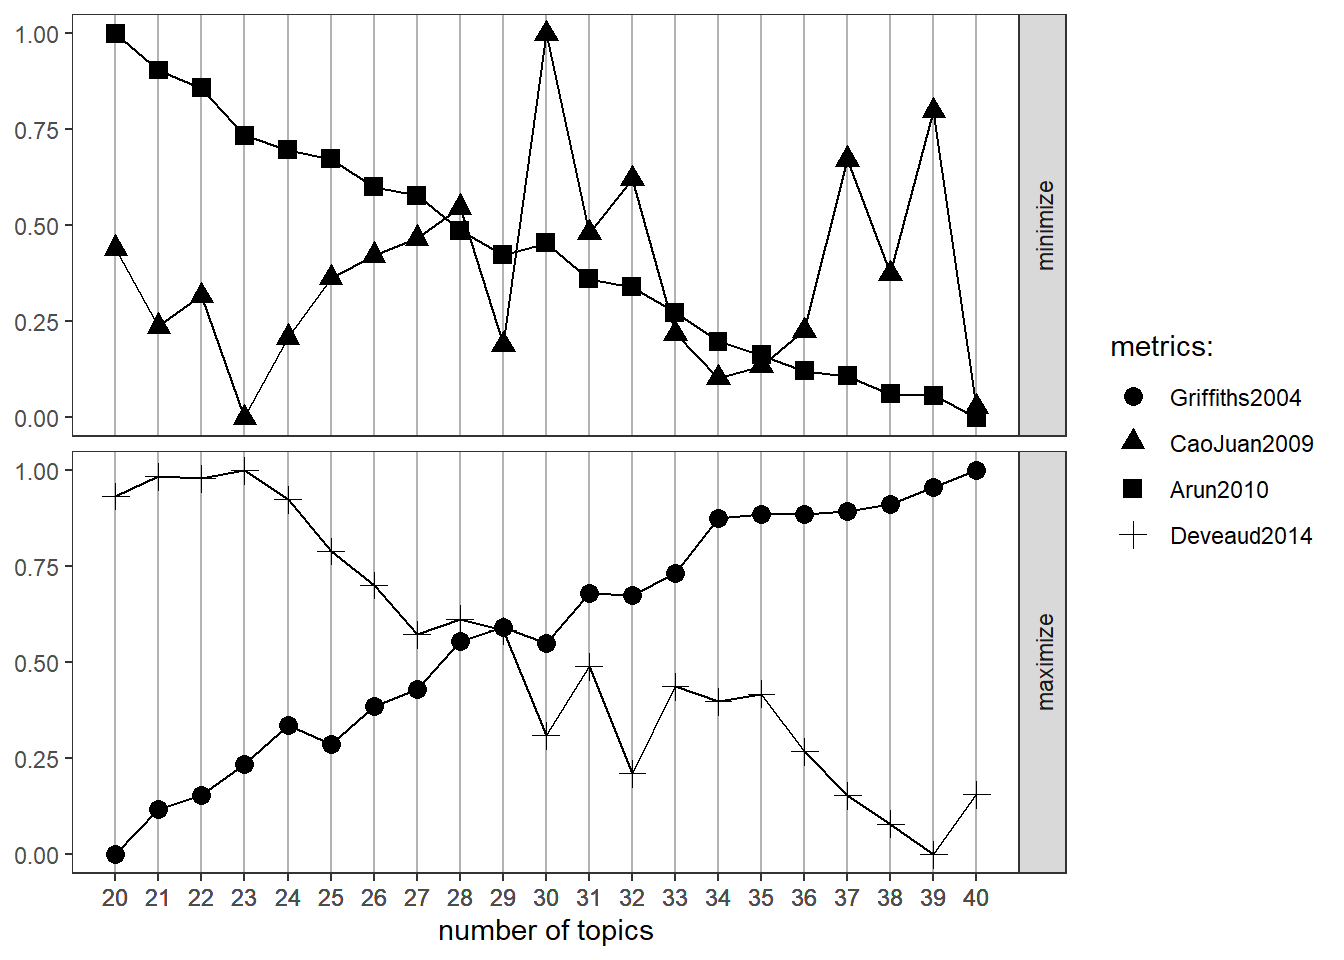 1.00
0.75
0.50
0.25
0.00
minimize
1.00
0.75
0.50
0.25
0.00
maximize
20 21 22 23 24 25 26 27 28 29 30 31 32 33 34 35 36 37 38 39 40
number of topics
metrics:
Griffiths2004
CaoJuan2009
Arun2010
Deveaud2014